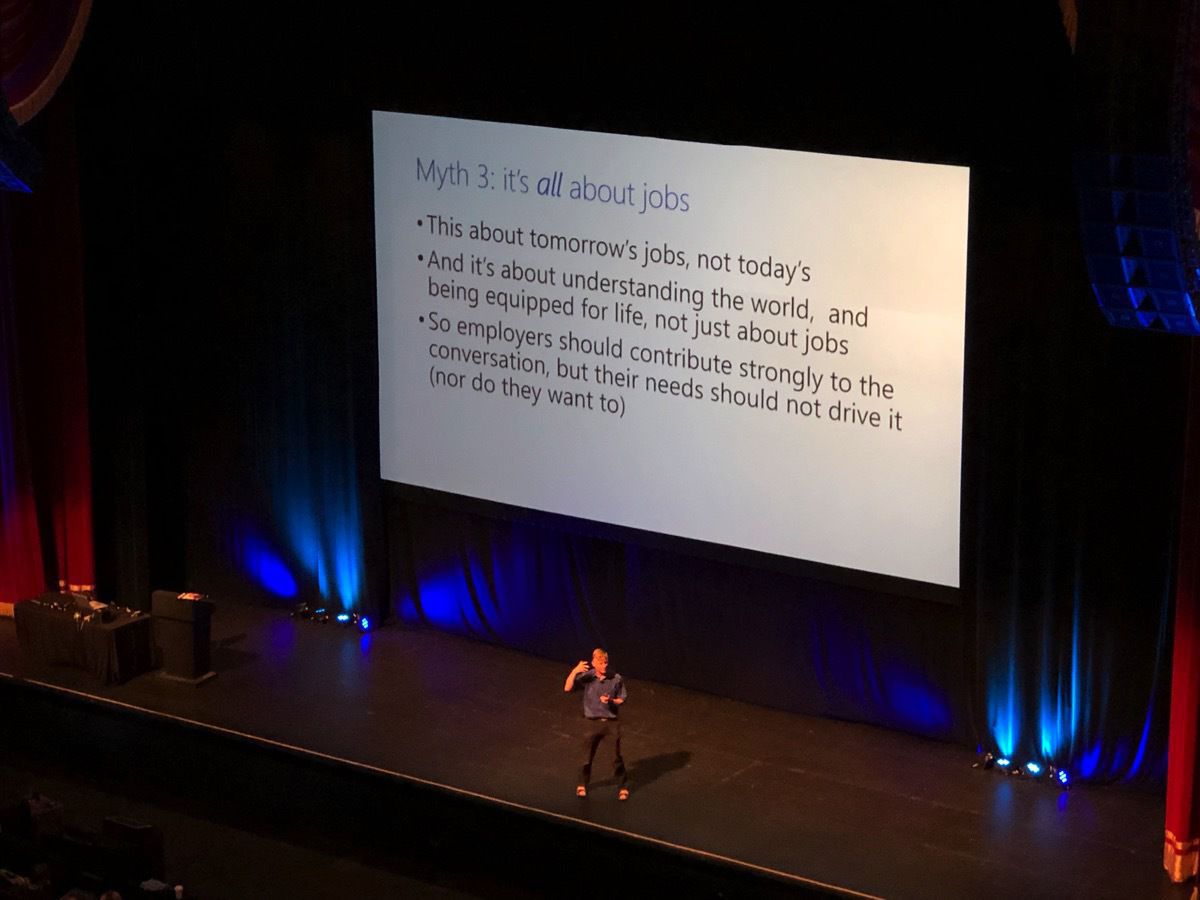 Myth 3: it's all about jobs
•This about tomorrow's jobs, not today's
•And it's about understanding the world,  and
being equipped for life, not just about jobs
•So employers should contribute strongly to the
conversation, but their needs should not drive it
(nor do they want to)